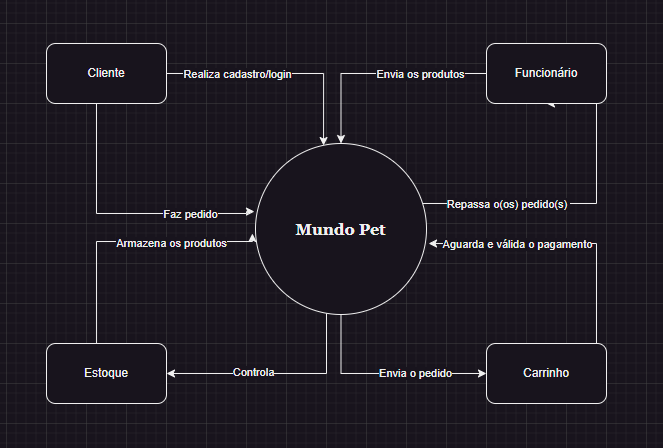 Cliente
Realiza cadastro/login
Envia os produtos
Funcionário
Faz pedido
Repassa o(os) pedido(s)
Mundo Pet
Armazena os produtos
Aguarda e válida o pagamento
Estoque
Controla
Envia o pedido
Carrinho